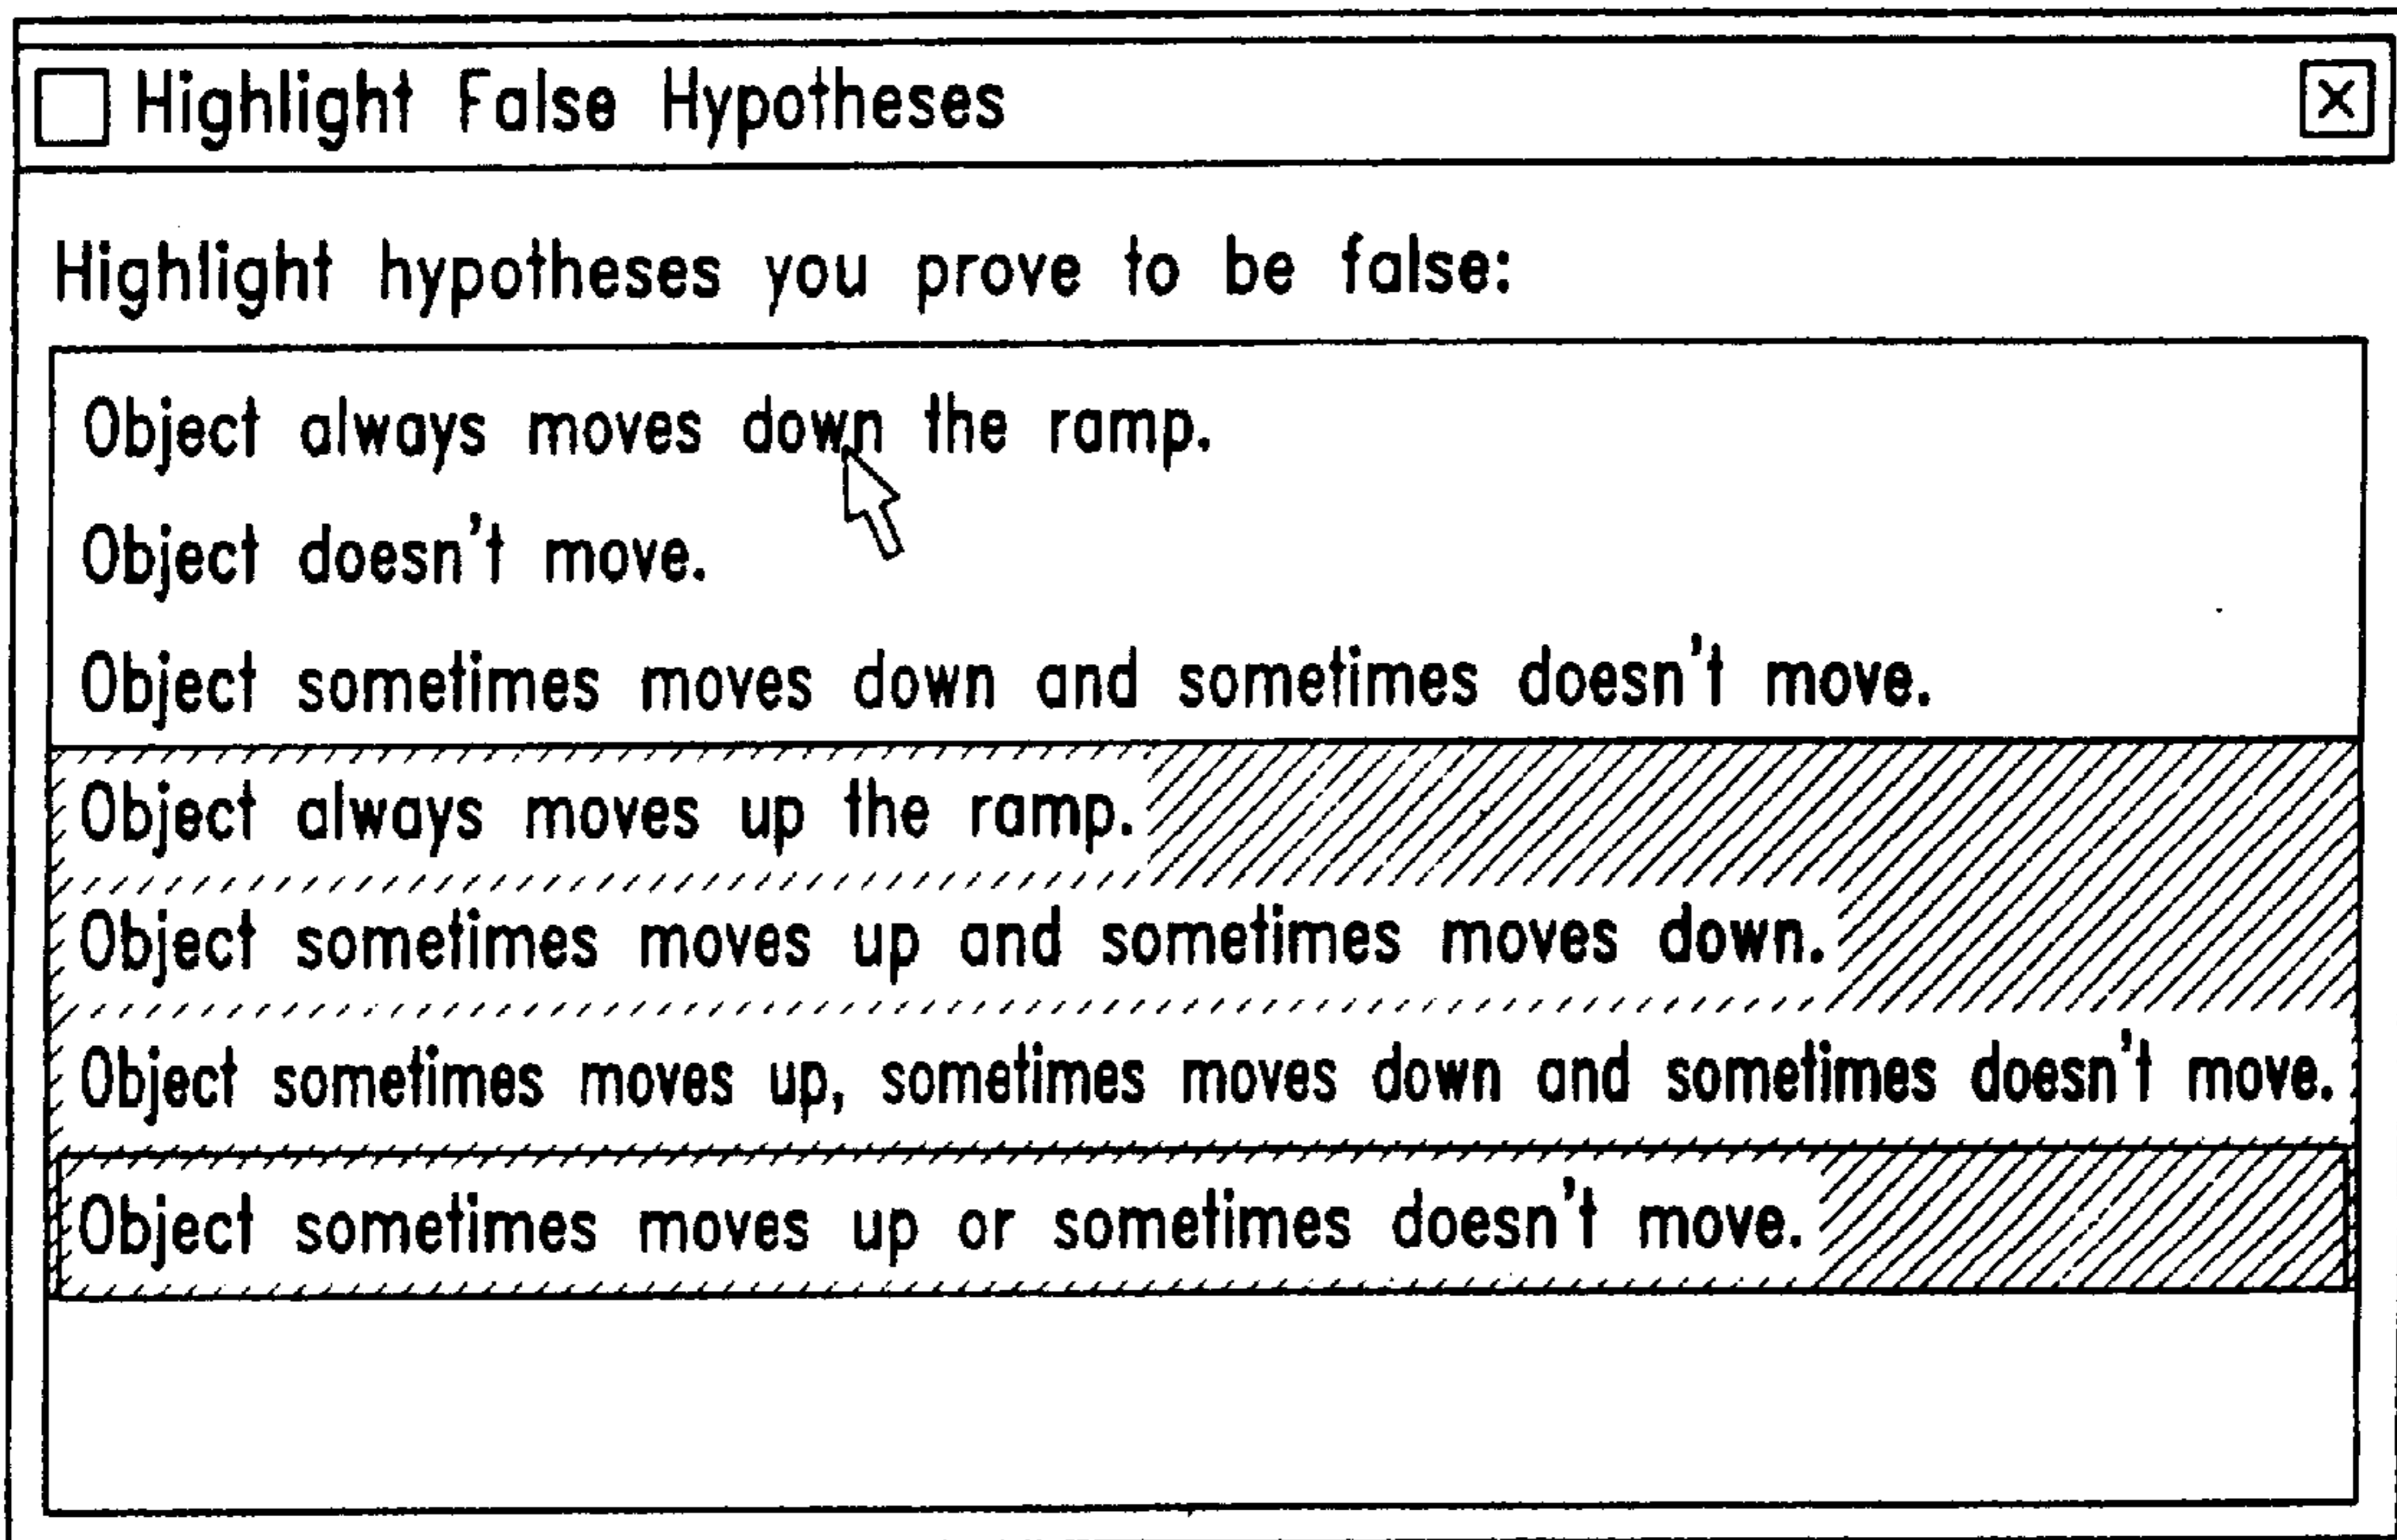 Highlight False Hypotheses
Highlight hypotheses you prove to be false:
Object always moves down the ramp.
Object doesn't move.
Object sometimes moves down and sometimes doesn't move.
Object always moves up the ramp.
Object sometimes moves up and sometimes moves down.
Object sometimes moves up, sometimes moves down and sometimes doesn't move.
Object sometimes moves up or sometimes doesn't move.